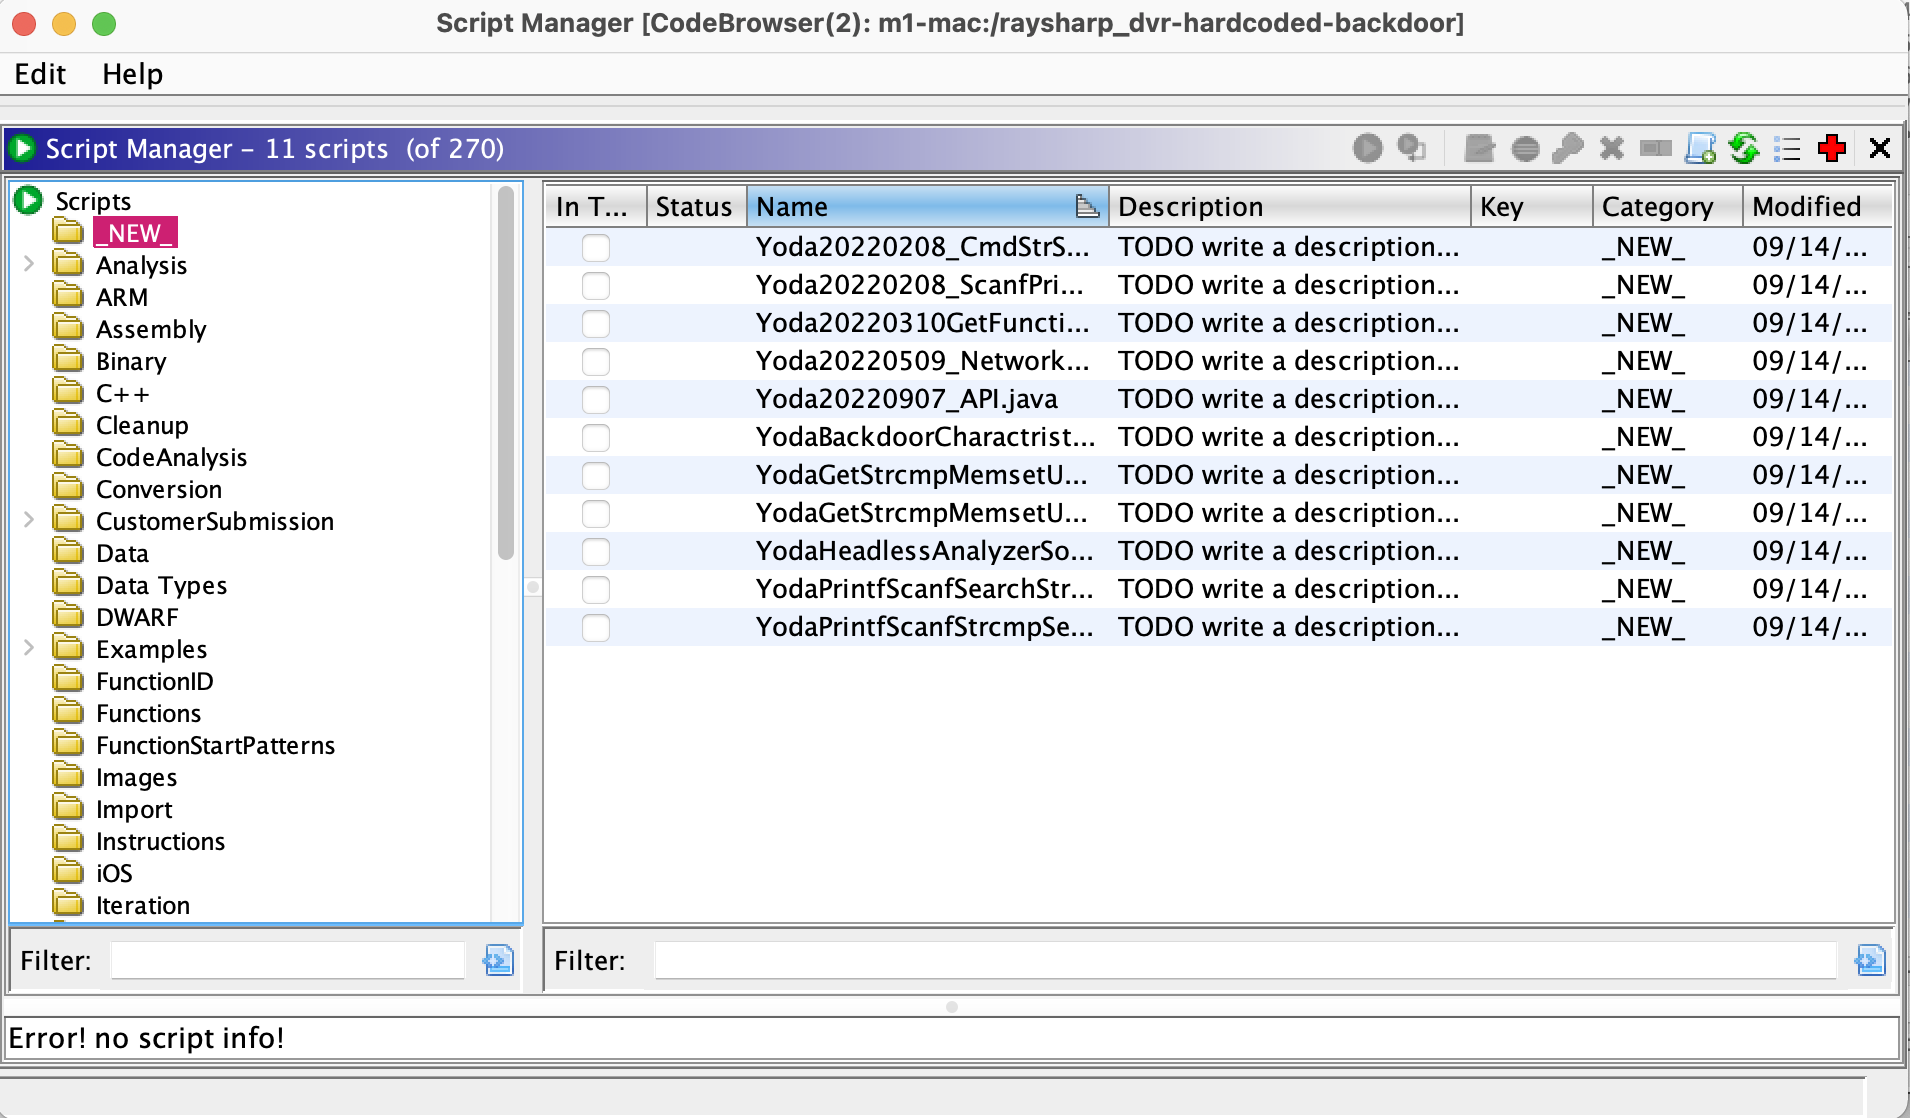 Script Manager [CodeBrowser(2): m1-mac:/raysharp_dvr-hardcoded-backdoor]
Edit Help
Script Manager – 11 scripts (of 270)
Scripts
_NEW_
Analysis
ARM
Assembly
Binary
C++
Cleanup
CodeAnalysis
Conversion
CustomerSubmission
Data
Data Types
DWARF
Examples
FunctionID
Functions
FunctionStartPatterns
Images
Import
Instructions
iOS
Iteration
Filter:
In T... Status Name Description Key Category Modified
Yoda20220208_CmdStrS... TODO write a description... _NEW_ 09/14/...
Yoda20220208_ScanfPri... TODO write a description... _NEW_ 09/14/...
Yoda20220310GetFuncti... TODO write a description... _NEW_ 09/14/...
Yoda20220509_Network... TODO write a description... _NEW_ 09/14/...
Yoda20220907_API.java TODO write a description... _NEW_ 09/14/...
YodaBackdoorCharactrist... TODO write a description... _NEW_ 09/14/...
YodaGetStrcmpMemsetU... TODO write a description... _NEW_ 09/14/...
YodaGetStrcmpMemsetU... TODO write a description... _NEW_ 09/14/...
YodaHeadlessAnalyzerSo... TODO write a description... _NEW_ 09/14/...
YodaPrintfScanfSearchStr... TODO write a description... _NEW_ 09/14/...
YodaPrintfScanfStrcmpSe... TODO write a description... _NEW_ 09/14/...
Filter:
Error! no script info!